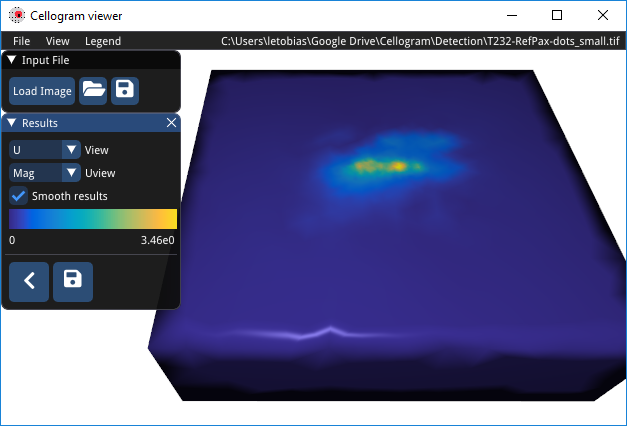 Cellogram viewer
File View Legend C:\Users\letobias\Google Drive\Cellogram\Detection\T232-RefPax-dots_small.tif
Input File
Load Image
Results
U View
Mag Uview
Smooth results
0 3.46e0